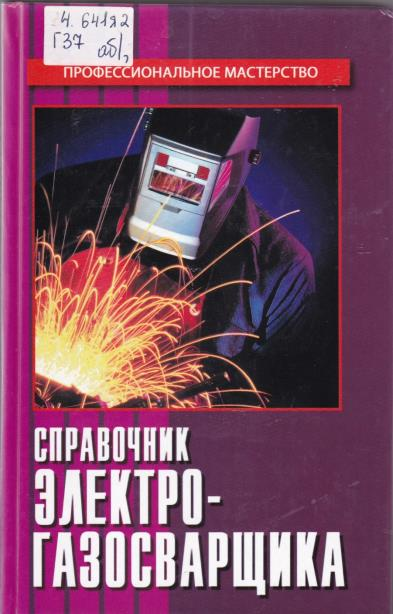 Ч. 641я2
Г37
аб1,
ПРОФЕССИОНАЛЬНОЕ МАСТЕРСТВО
СПРАВОЧНИК
ЭЛЕКТРО-
ГАЗОСВАРЩИКА